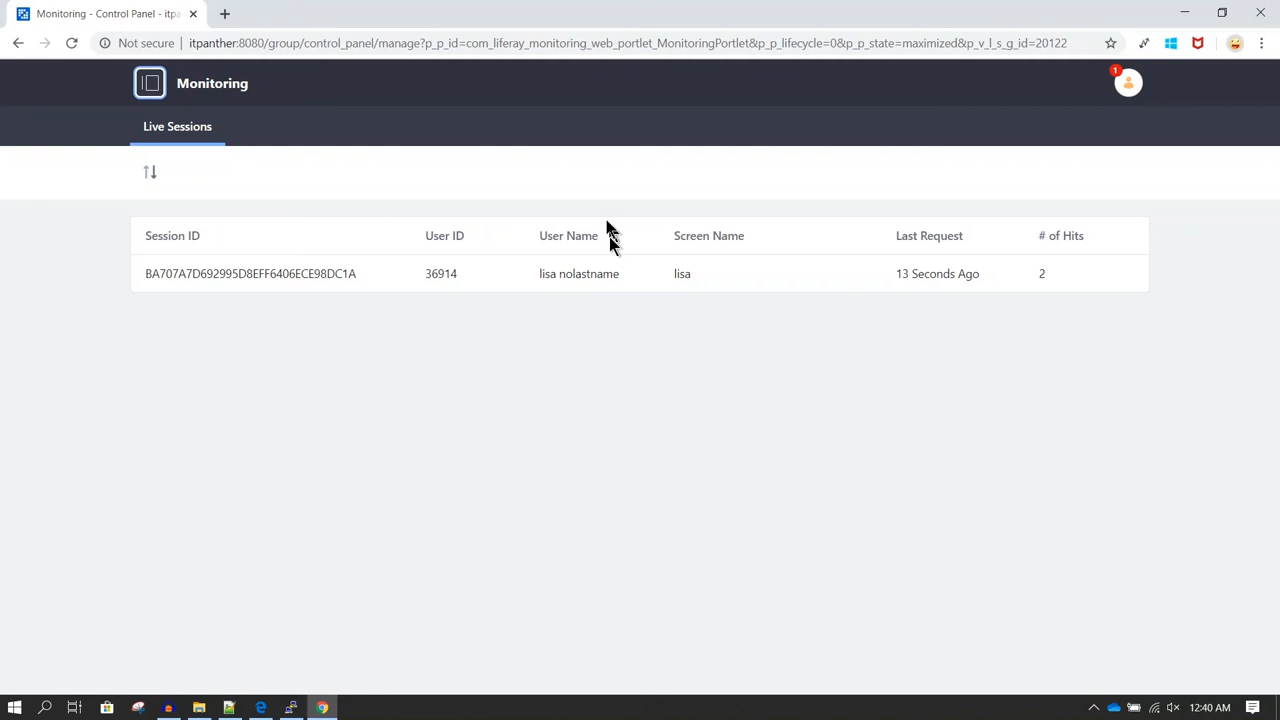 Monitoring - Control Panel - itpa
Not secure
itpanther:8080/group/control_panel/manage?p_p_id=com_liferay_monitoring_web_portlet_MonitoringPortlet&p_p_lifecycle=0&p_p_state=maximized&p_v_l_s_g_id=20122
Monitoring
1
Live Sessions
Session ID User ID User Name Screen Name Last Request # of Hits
BA707A7D692995D8EFF6406ECE98DC1A 36914 lisa nolastname lisa 13 Seconds Ago 2
12:40 AM